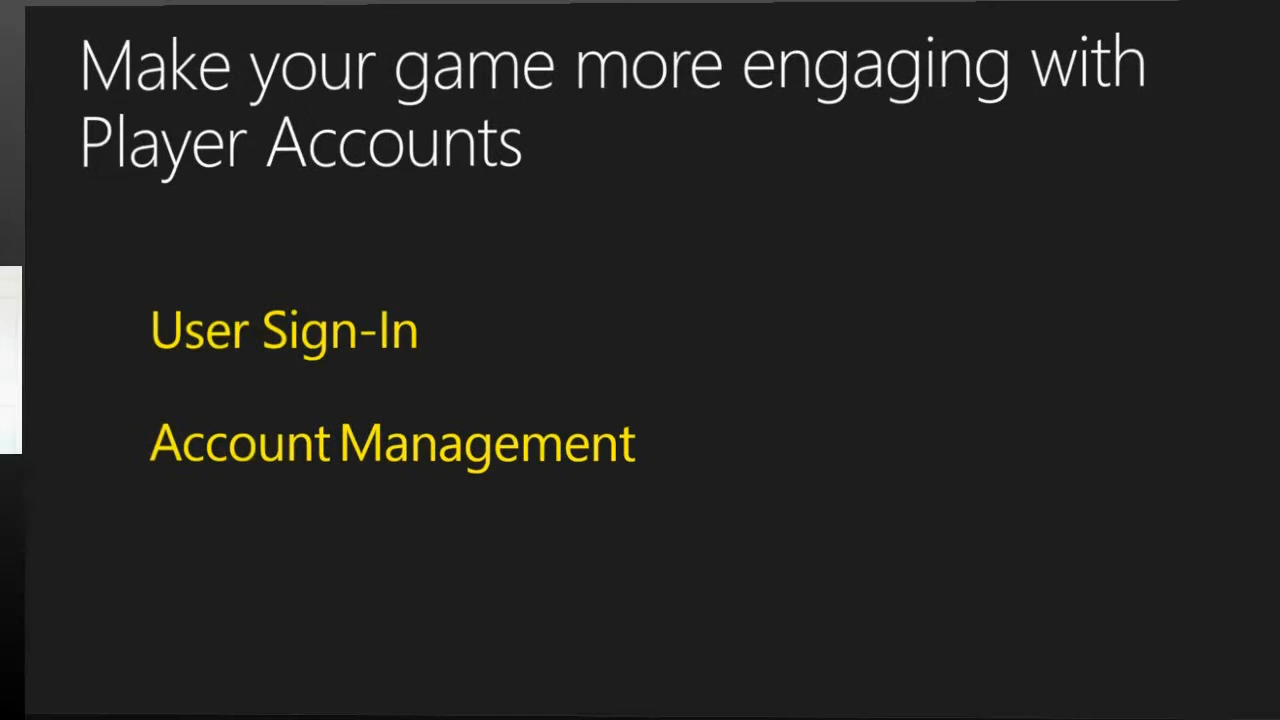 Make your game more engaging with
Player Accounts
User Sign-In
Account Management